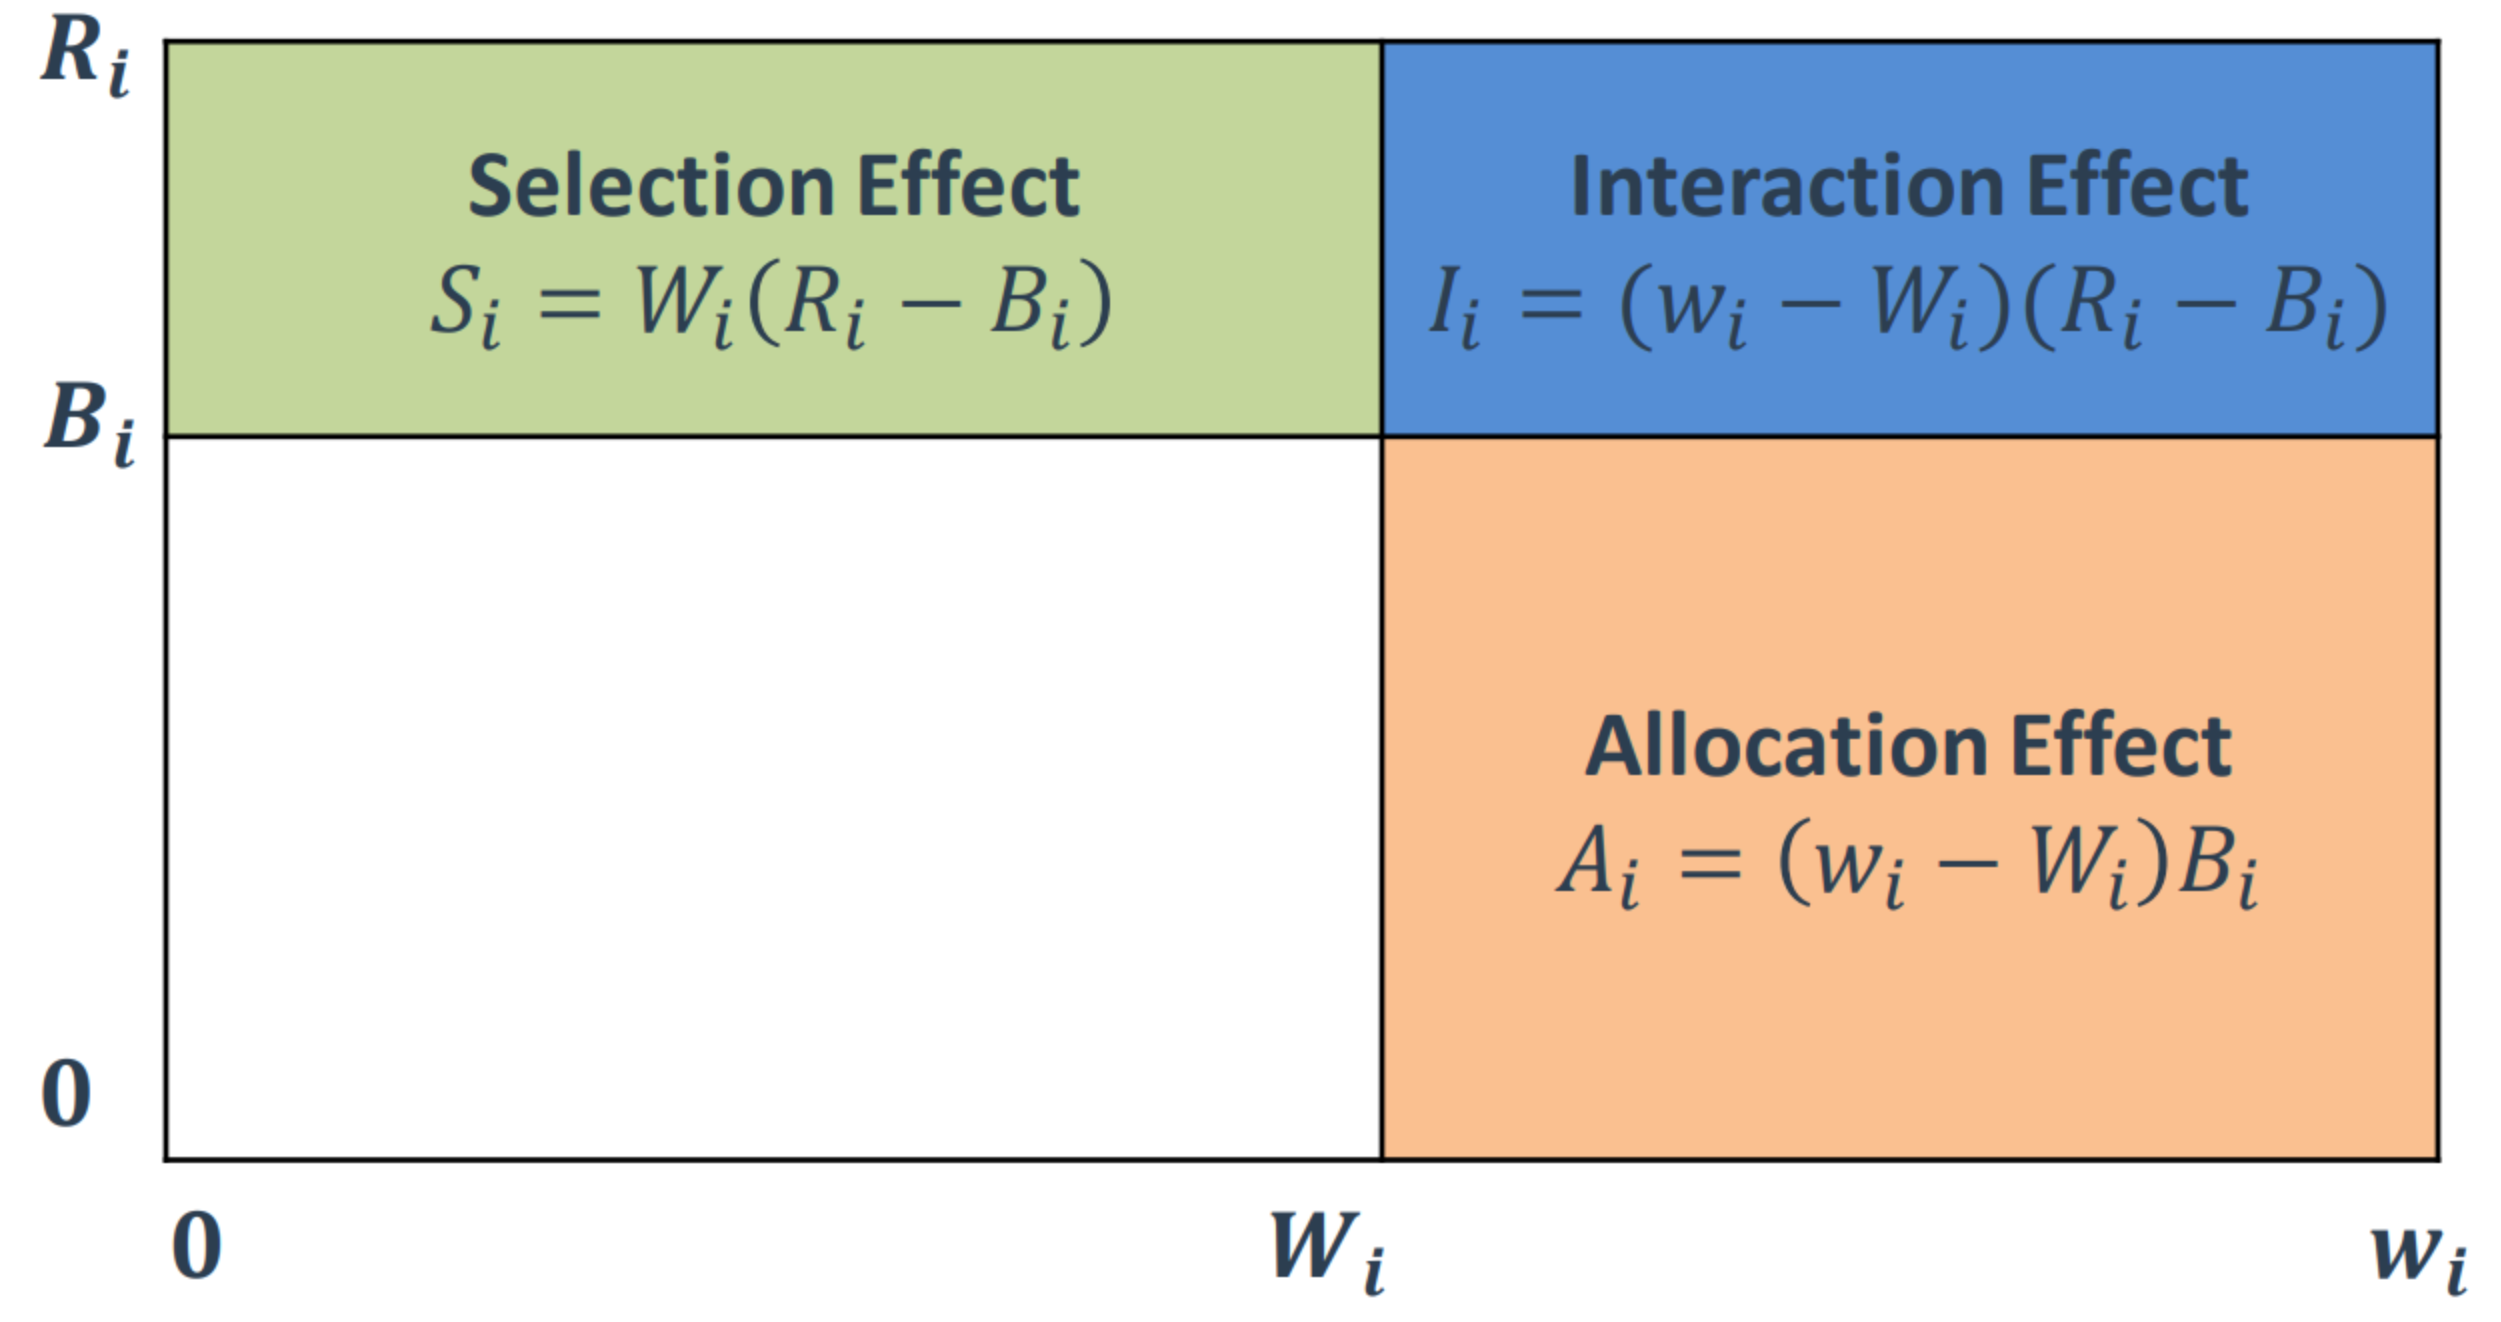 R_i
Selection Effect
S_i = W_i(R_i − B_i)
Interaction Effect
I_i = (w_i − W_i)(R_i − B_i)
B_i
Allocation Effect
A_i = (w_i − W_i)B_i
0
0
W_i
w_i